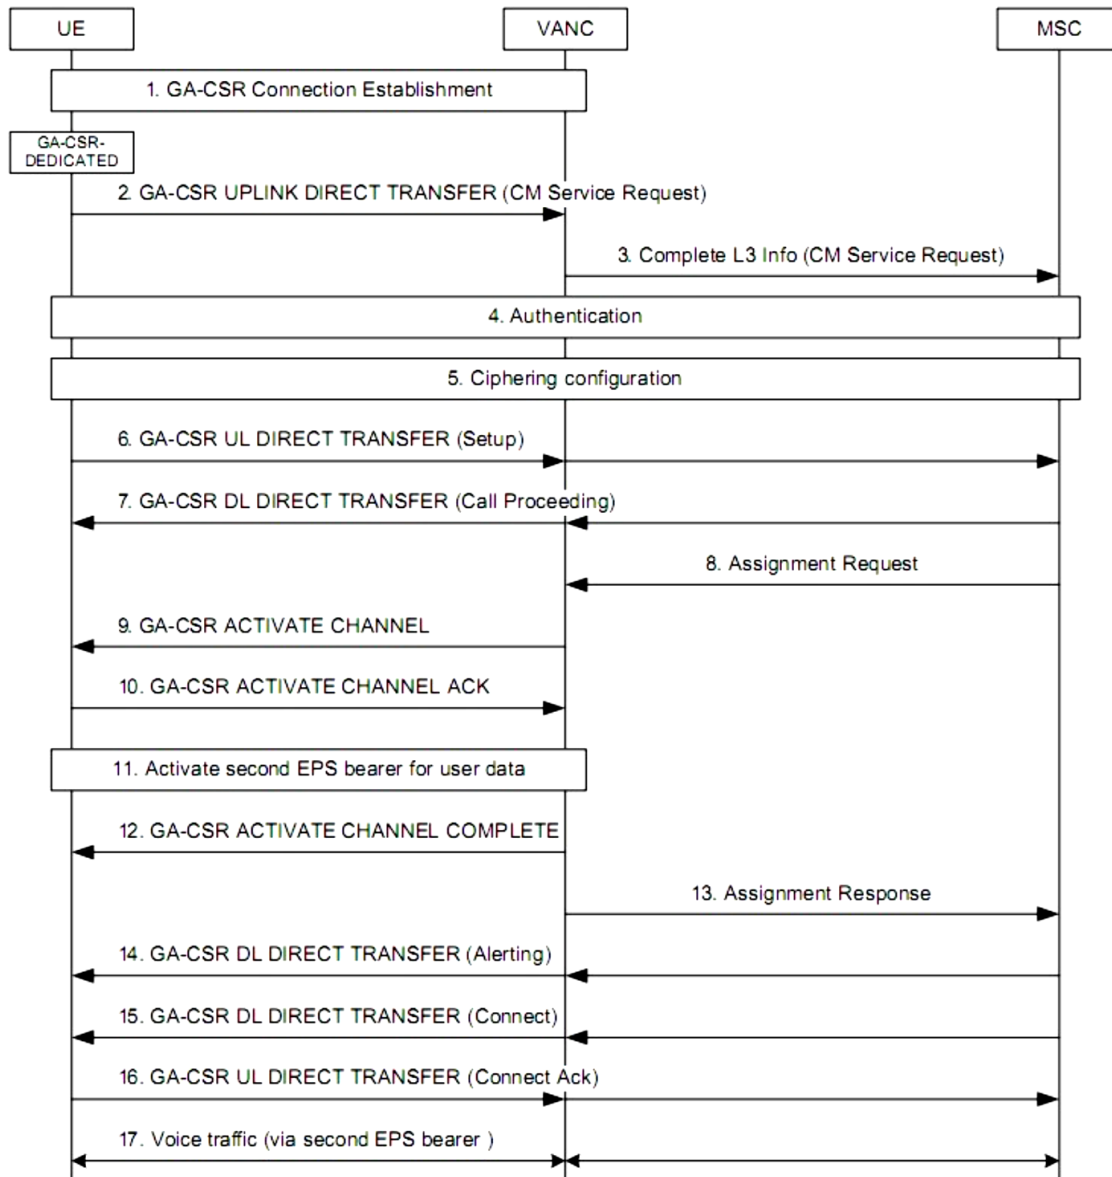 UE
VANC
MSC
1. GA-CSR Connection Establishment
GA-CSR-
DEDICATED
2. GA-CSR UPLINK DIRECT TRANSFER (CM Service Request)
3. Complete L3 Info (CM Service Request)
4. Authentication
5. Ciphering configuration
6. GA-CSR UL DIRECT TRANSFER (Setup)
7. GA-CSR DL DIRECT TRANSFER (Call Proceeding)
8. Assignment Request
9. GA-CSR ACTIVATE CHANNEL
10. GA-CSR ACTIVATE CHANNEL ACK
11. Activate second EPS bearer for user data
12. GA-CSR ACTIVATE CHANNEL COMPLETE
13. Assignment Response
14. GA-CSR DL DIRECT TRANSFER (Alerting)
15. GA-CSR DL DIRECT TRANSFER (Connect)
16. GA-CSR UL DIRECT TRANSFER (Connect Ack)
17. Voice traffic (via second EPS bearer )